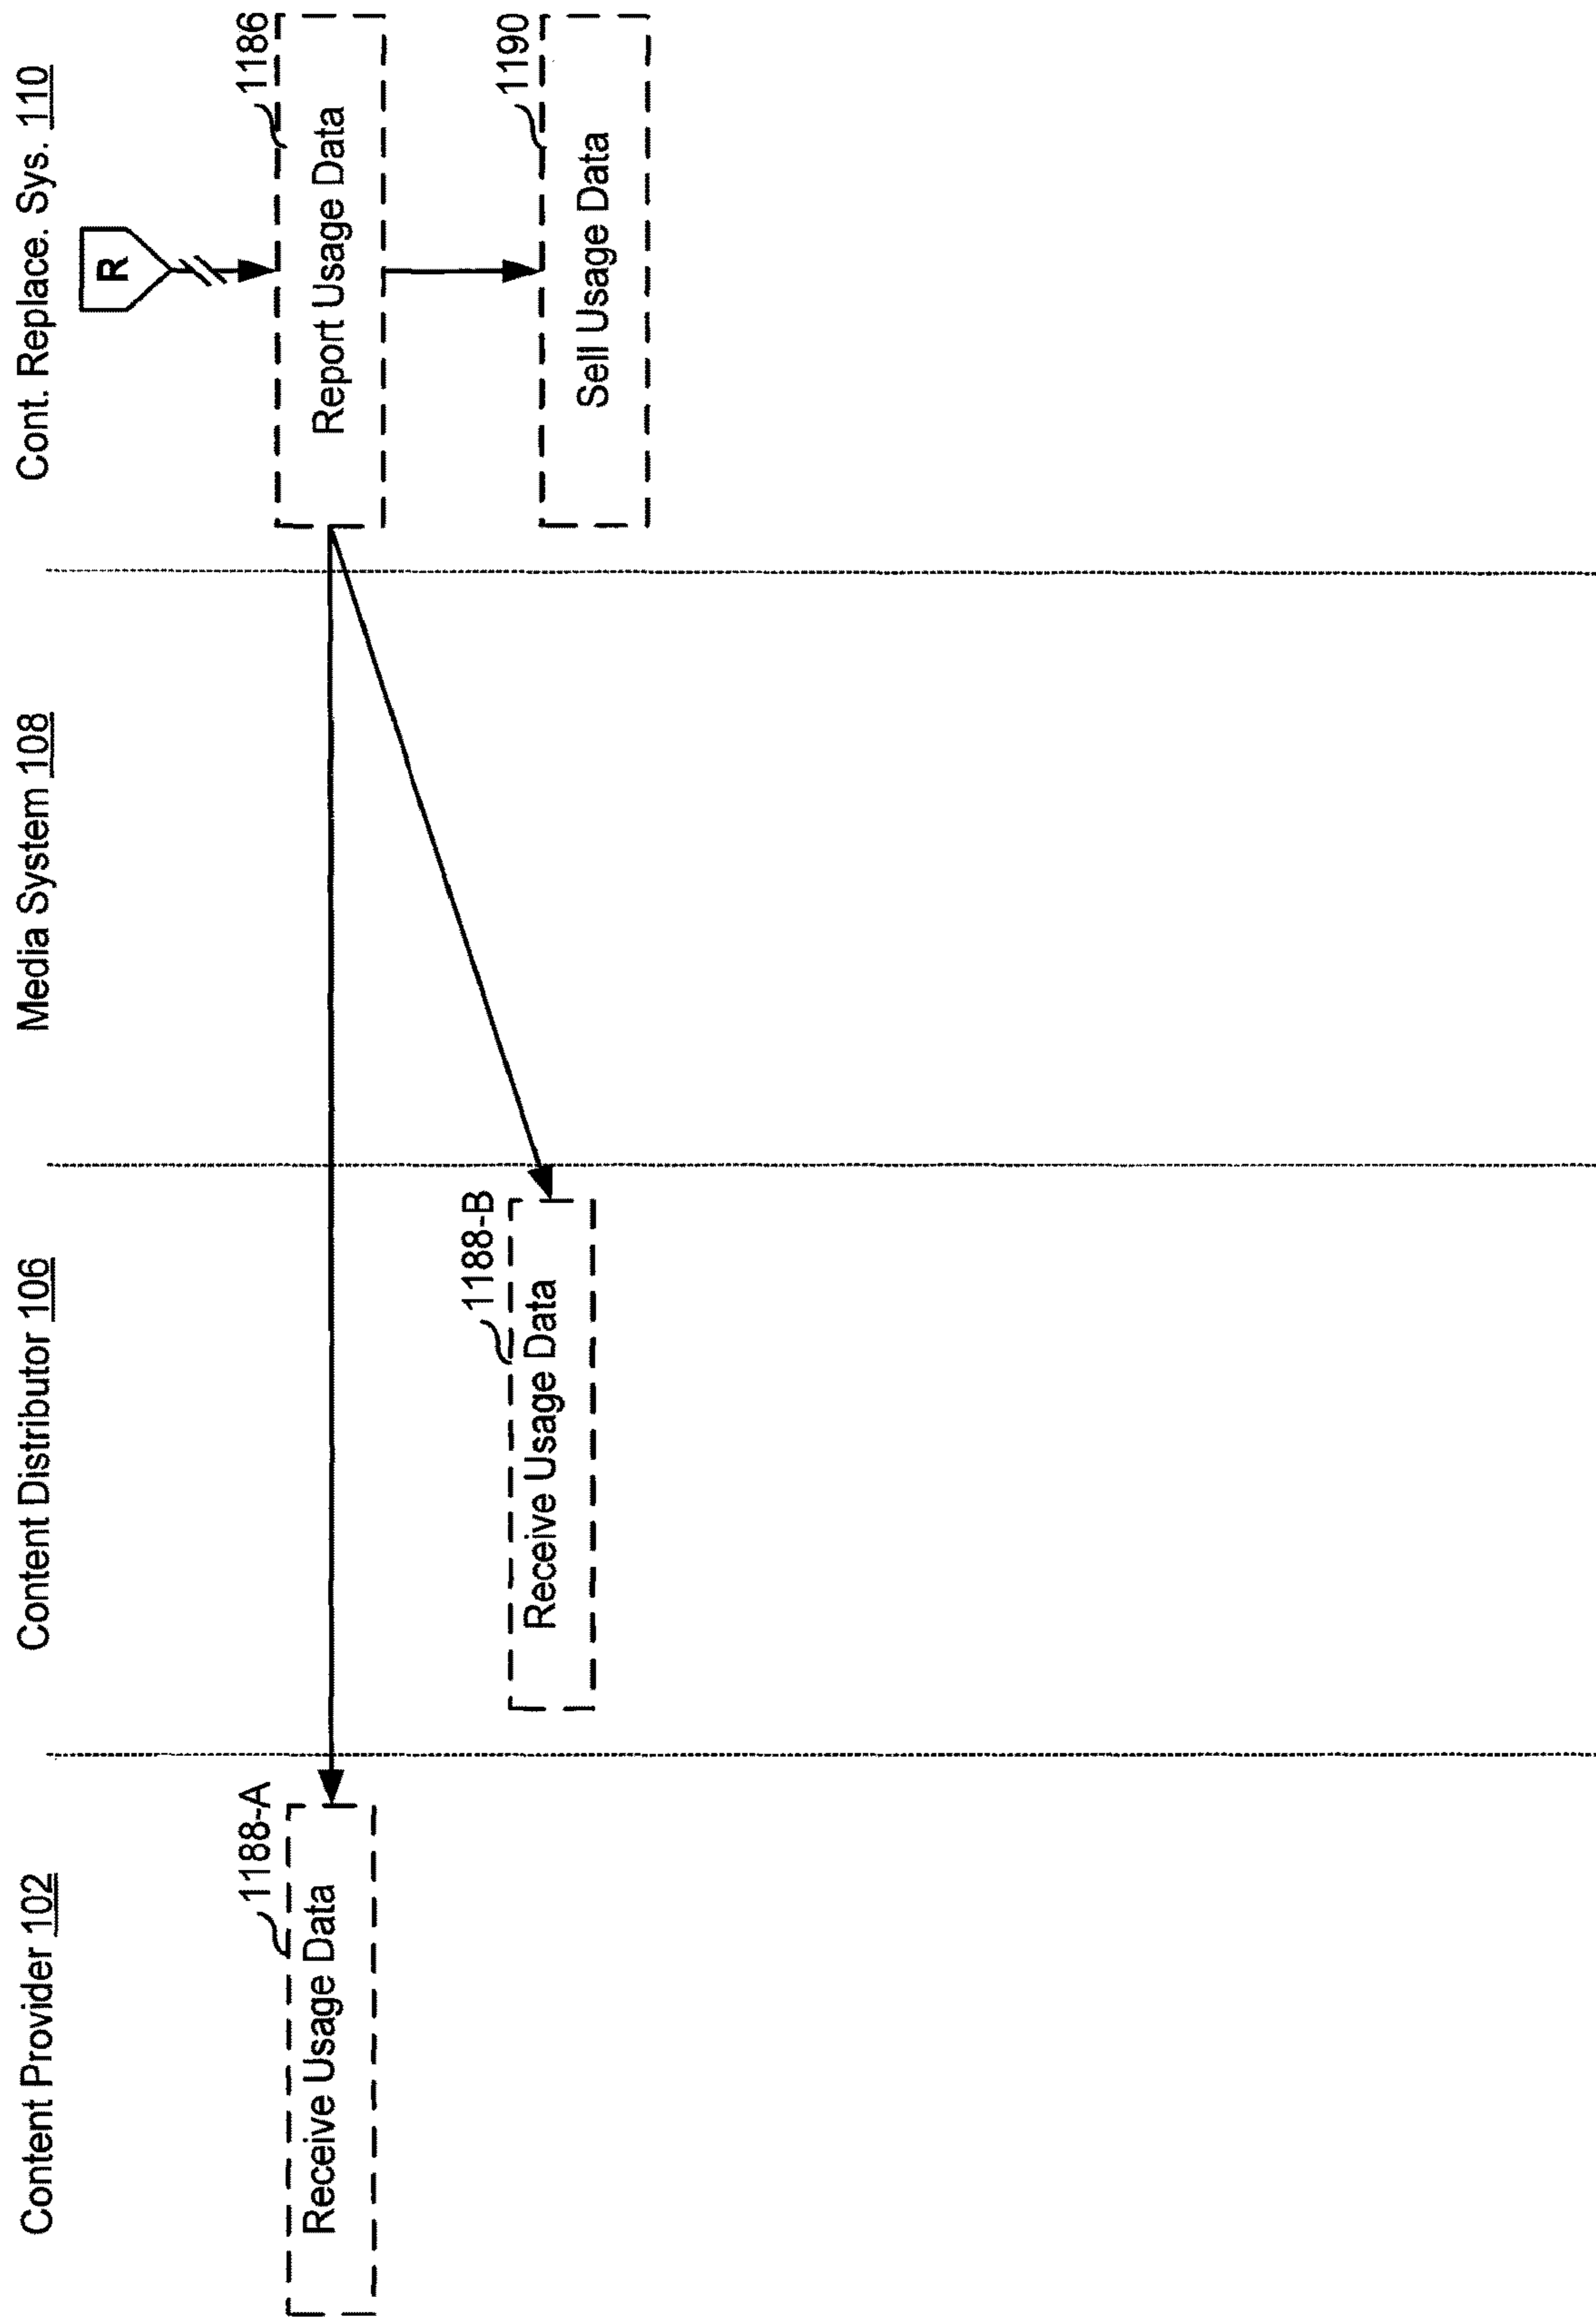 Content Provider 102
Content Distributor 106
Media System 108
Cont. Replace. Sys. 110
R
1188-A
Receive Usage Data
1186
Report Usage Data
1188-B
Receive Usage Data
1190
Sell Usage Data